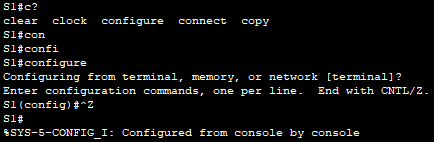 S1#c?
clear  clock  configure  connect  copy
S1#con
S1#confi
S1#configure
Configuring from terminal, memory, or network [terminal]?
Enter configuration commands, one per line.  End with CNTL/Z.
S1(config)#^Z
S1#
%SYS-5-CONFIG_I: Configured from console by console